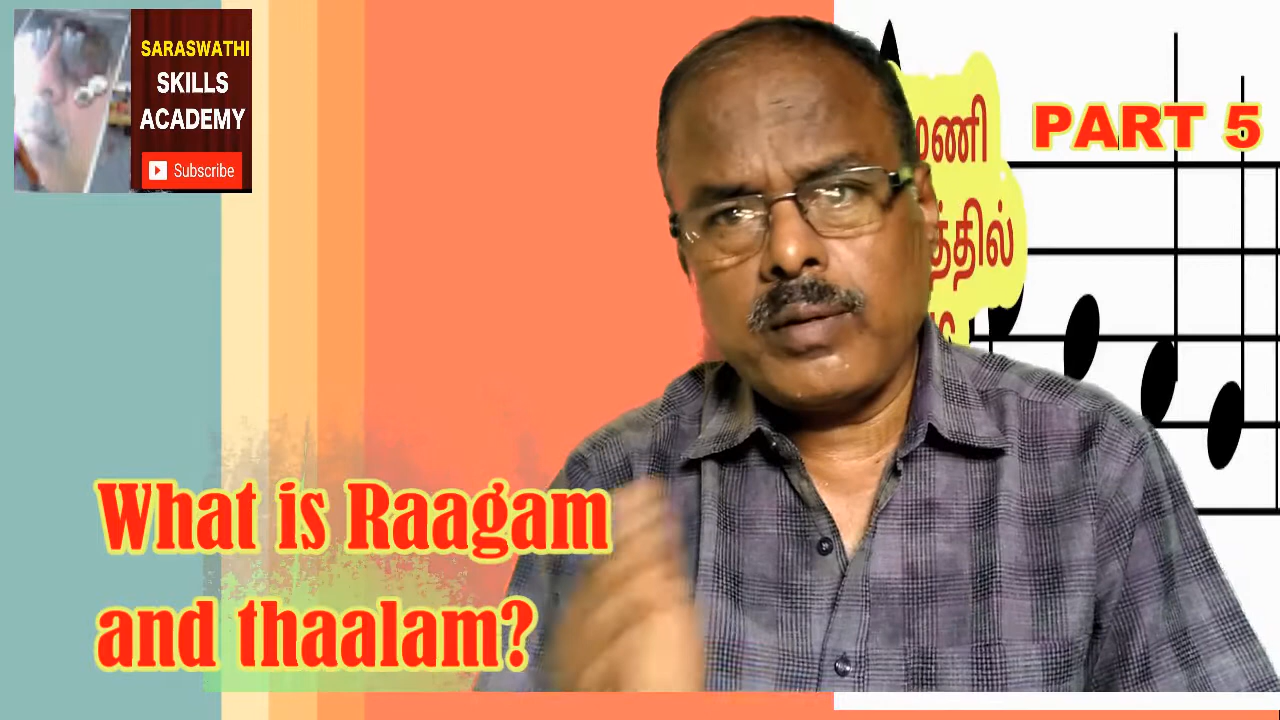 SARASWATHI
SKILLS
ACADEMY
Subscribe
PART 5
What is Raagam
and thaalam?